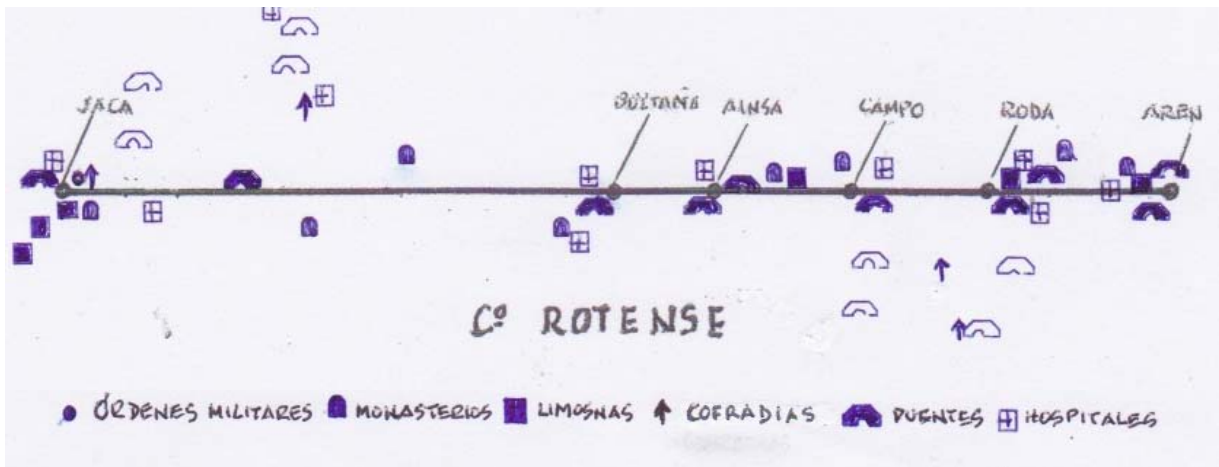 JACA BOLTAÑA AINSA CAMPO RODA AREN
Cº ROTENSE
ÓRDENES MILITARES MONASTERIOS LIMOSNAS COFRADIAS PUENTES HOSPITALES